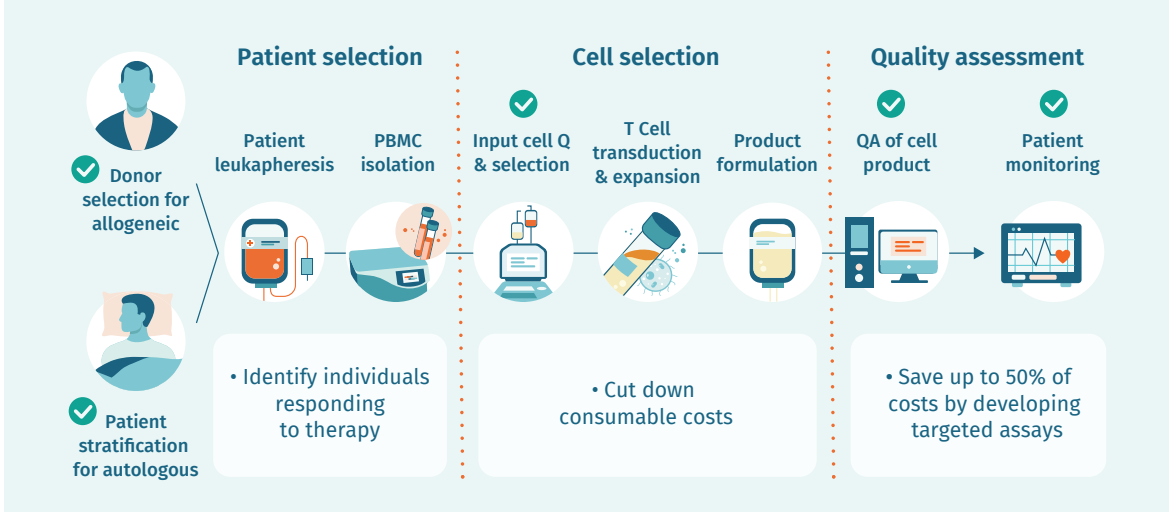 Patient selection
Donor
selection for
allogeneic
Patient
stratification
for autologous
Patient
leukapheresis
PBMC
isolation
• Identify individuals
responding
to therapy
Cell selection
Input cell Q
& selection
T Cell
transduction
& expansion
Product
formulation
• Cut down
consumable costs
Quality assessment
QA of cell
product
Patient
monitoring
• Save up to 50% of
costs by developing
targeted assays